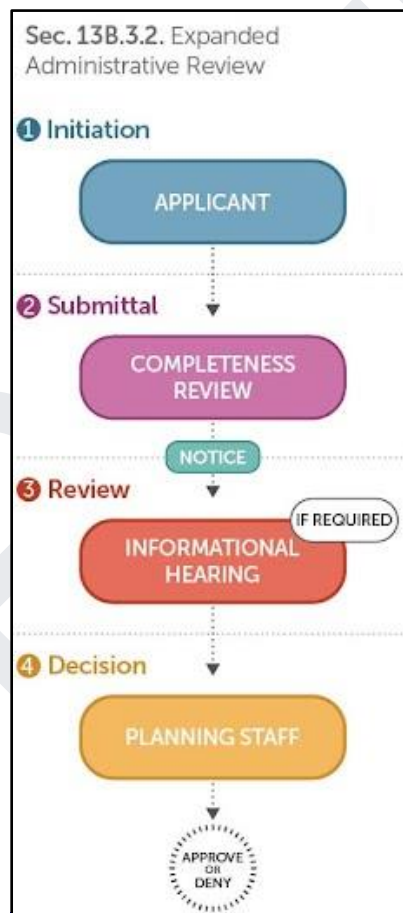 Sec. 13B.3.2. Expanded
Administrative Review
1 Initiation
APPLICANT
2 Submittal
COMPLETENESS
REVIEW
NOTICE
3 Review
IF REQUIRED
INFORMATIONAL
HEARING
4 Decision
PLANNING STAFF
APPROVE
OR
DENY